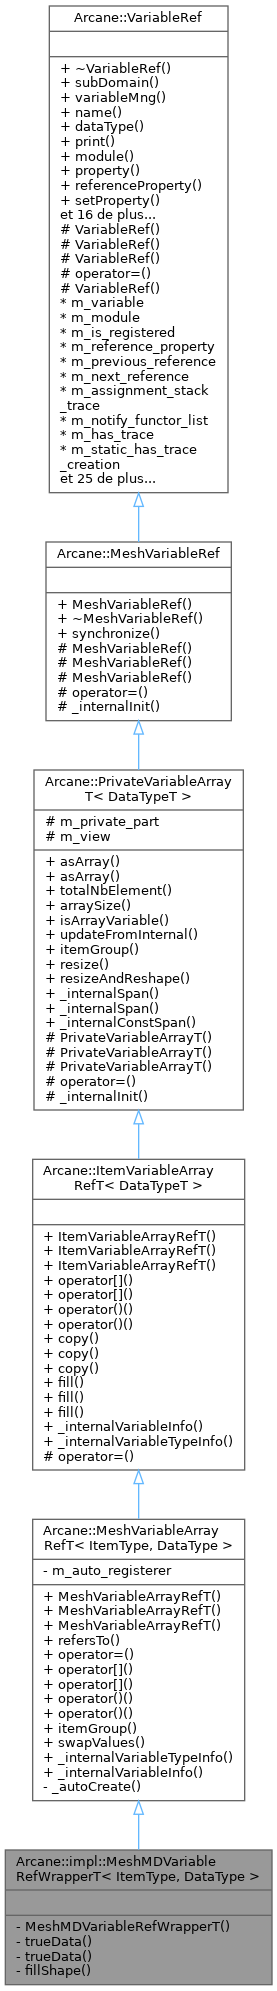 Arcane::VariableRef
+ ~VariableRef()
+ subDomain()
+ variableMng()
+ name()
+ dataType()
+ print()
+ module()
+ property()
+ referenceProperty()
+ setProperty()
et 16 de plus...
# VariableRef()
# VariableRef()
# VariableRef()
# operator=()
# VariableRef()
* m_variable
* m_module
* m_is_registered
* m_reference_property
* m_previous_reference
* m_next_reference
* m_assignment_stack
_trace
* m_notify_functor_list
* m_has_trace
* m_static_has_trace
_creation
et 25 de plus...
Arcane::MeshVariableRef
+ MeshVariableRef()
+ ~MeshVariableRef()
+ synchronize()
# MeshVariableRef()
# MeshVariableRef()
# MeshVariableRef()
# operator=()
# _internalInit()
Arcane::PrivateVariableArray
T< DataTypeT >
# m_private_part
# m_view
+ asArray()
+ asArray()
+ totalNbElement()
+ arraySize()
+ isArrayVariable()
+ updateFromInternal()
+ itemGroup()
+ resize()
+ resizeAndReshape()
+ _internalSpan()
+ _internalSpan()
+ _internalConstSpan()
# PrivateVariableArrayT()
# PrivateVariableArrayT()
# PrivateVariableArrayT()
# operator=()
# _internalInit()
Arcane::ItemVariableArray
RefT< DataTypeT >
+ ItemVariableArrayRefT()
+ ItemVariableArrayRefT()
+ ItemVariableArrayRefT()
+ operator[]()
+ operator[]()
+ operator()()
+ operator()()
+ copy()
+ copy()
+ copy()
+ fill()
+ fill()
+ fill()
+ _internalVariableInfo()
+ _internalVariableTypeInfo()
# operator=()
Arcane::MeshVariableArray
RefT< ItemType, DataType >
- m_auto_registerer
+ MeshVariableArrayRefT()
+ MeshVariableArrayRefT()
+ MeshVariableArrayRefT()
+ refersTo()
+ operator=()
+ operator[]()
+ operator[]()
+ operator()()
+ operator()()
+ itemGroup()
+ swapValues()
+ _internalVariableTypeInfo()
+ _internalVariableInfo()
- _autoCreate()
Arcane::impl::MeshMDVariable
RefWrapperT< ItemType, DataType >
- MeshMDVariableRefWrapperT()
- trueData()
- trueData()
- fillShape()